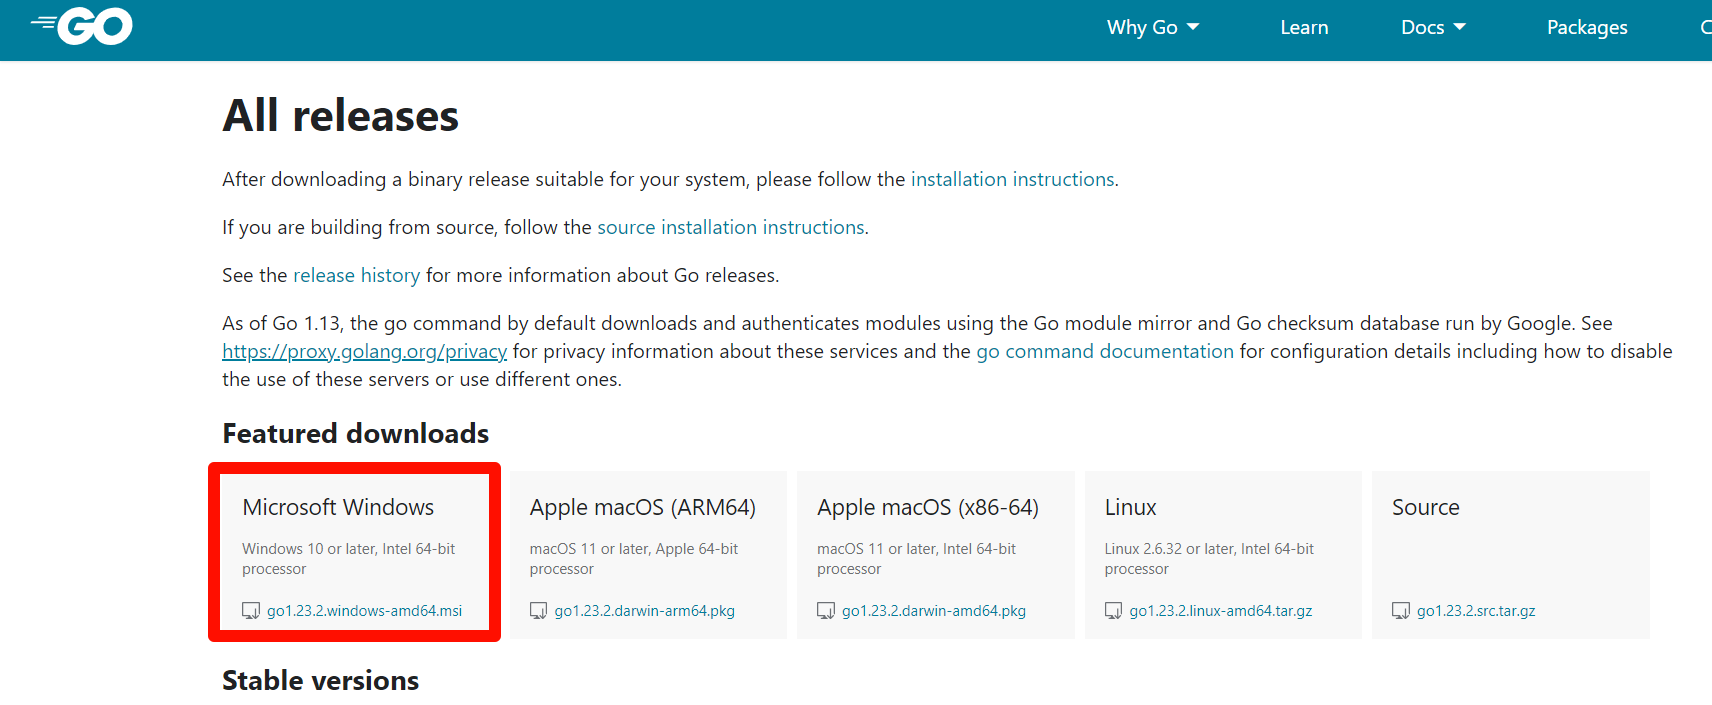 GO
Why Go
Learn
Docs
Packages
All releases
After downloading a binary release suitable for your system, please follow the installation instructions.
If you are building from source, follow the source installation instructions.
See the release history for more information about Go releases.
As of Go 1.13, the go command by default downloads and authenticates modules using the Go module mirror and Go checksum database run by Google. See
https://proxy.golang.org/privacy for privacy information about these services and the go command documentation for configuration details including how to disable
the use of these servers or use different ones.
Featured downloads
Microsoft Windows
Windows 10 or later, Intel 64-bit
processor
go1.23.2.windows-amd64.msi
Apple macOS (ARM64)
macOS 11 or later, Apple 64-bit
processor
go1.23.2.darwin-arm64.pkg
Apple macOS (x86-64)
macOS 11 or later, Intel 64-bit
processor
go1.23.2.darwin-amd64.pkg
Linux
Linux 2.6.32 or later, Intel 64-bit
processor
go1.23.2.linux-amd64.tar.gz
Source
go1.23.2.src.tar.gz
Stable versions